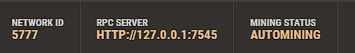 NETWORK ID
5777
RPC SERVER
HTTP://127.0.0.1:7545
MINING STATUS
AUTOMINING